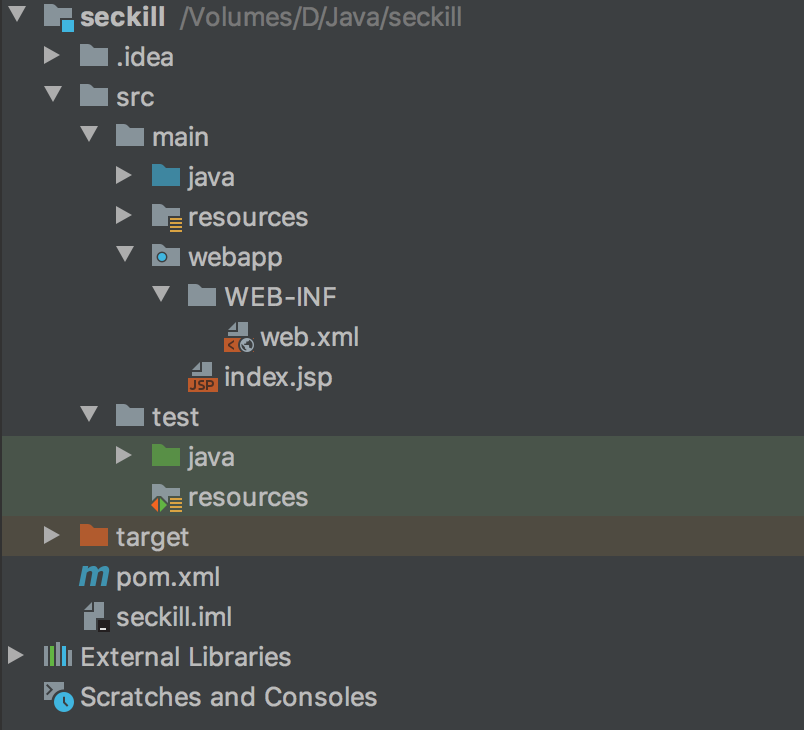 seckill /Volumes/D/Java/seckill
.idea
src
main
java
resources
webapp
WEB-INF
web.xml
JSP index.jsp
test
java
resources
target
m pom.xml
seckill.iml
External Libraries
Scratches and Consoles